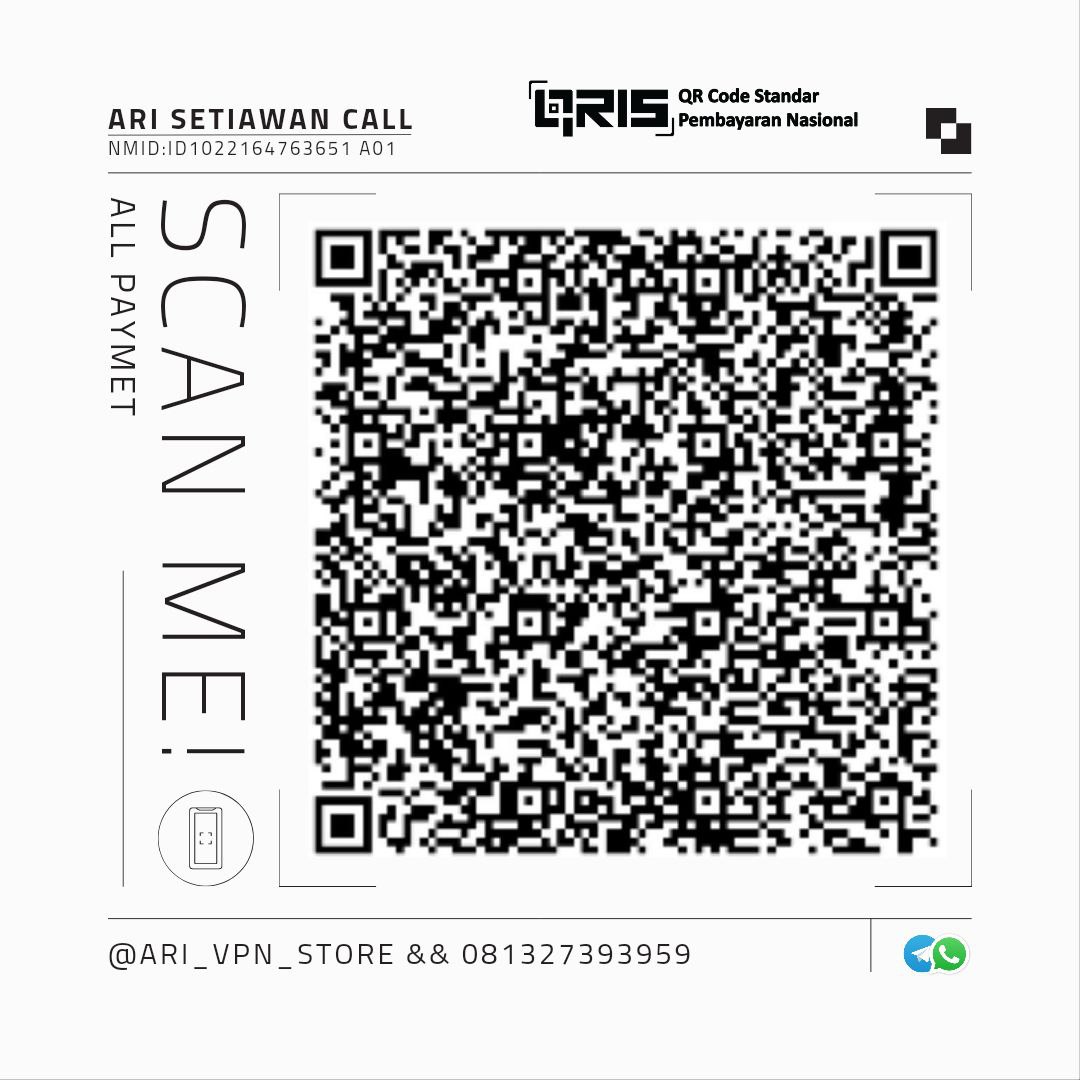 ARI SETIAWAN CALL
NMID:ID1022164763651 A01
QRIS
QR Code Standar
Pembayaran Nasional
SCAN ME!
ALL PAYMET
@ARI_VPN_STORE && 081327393959